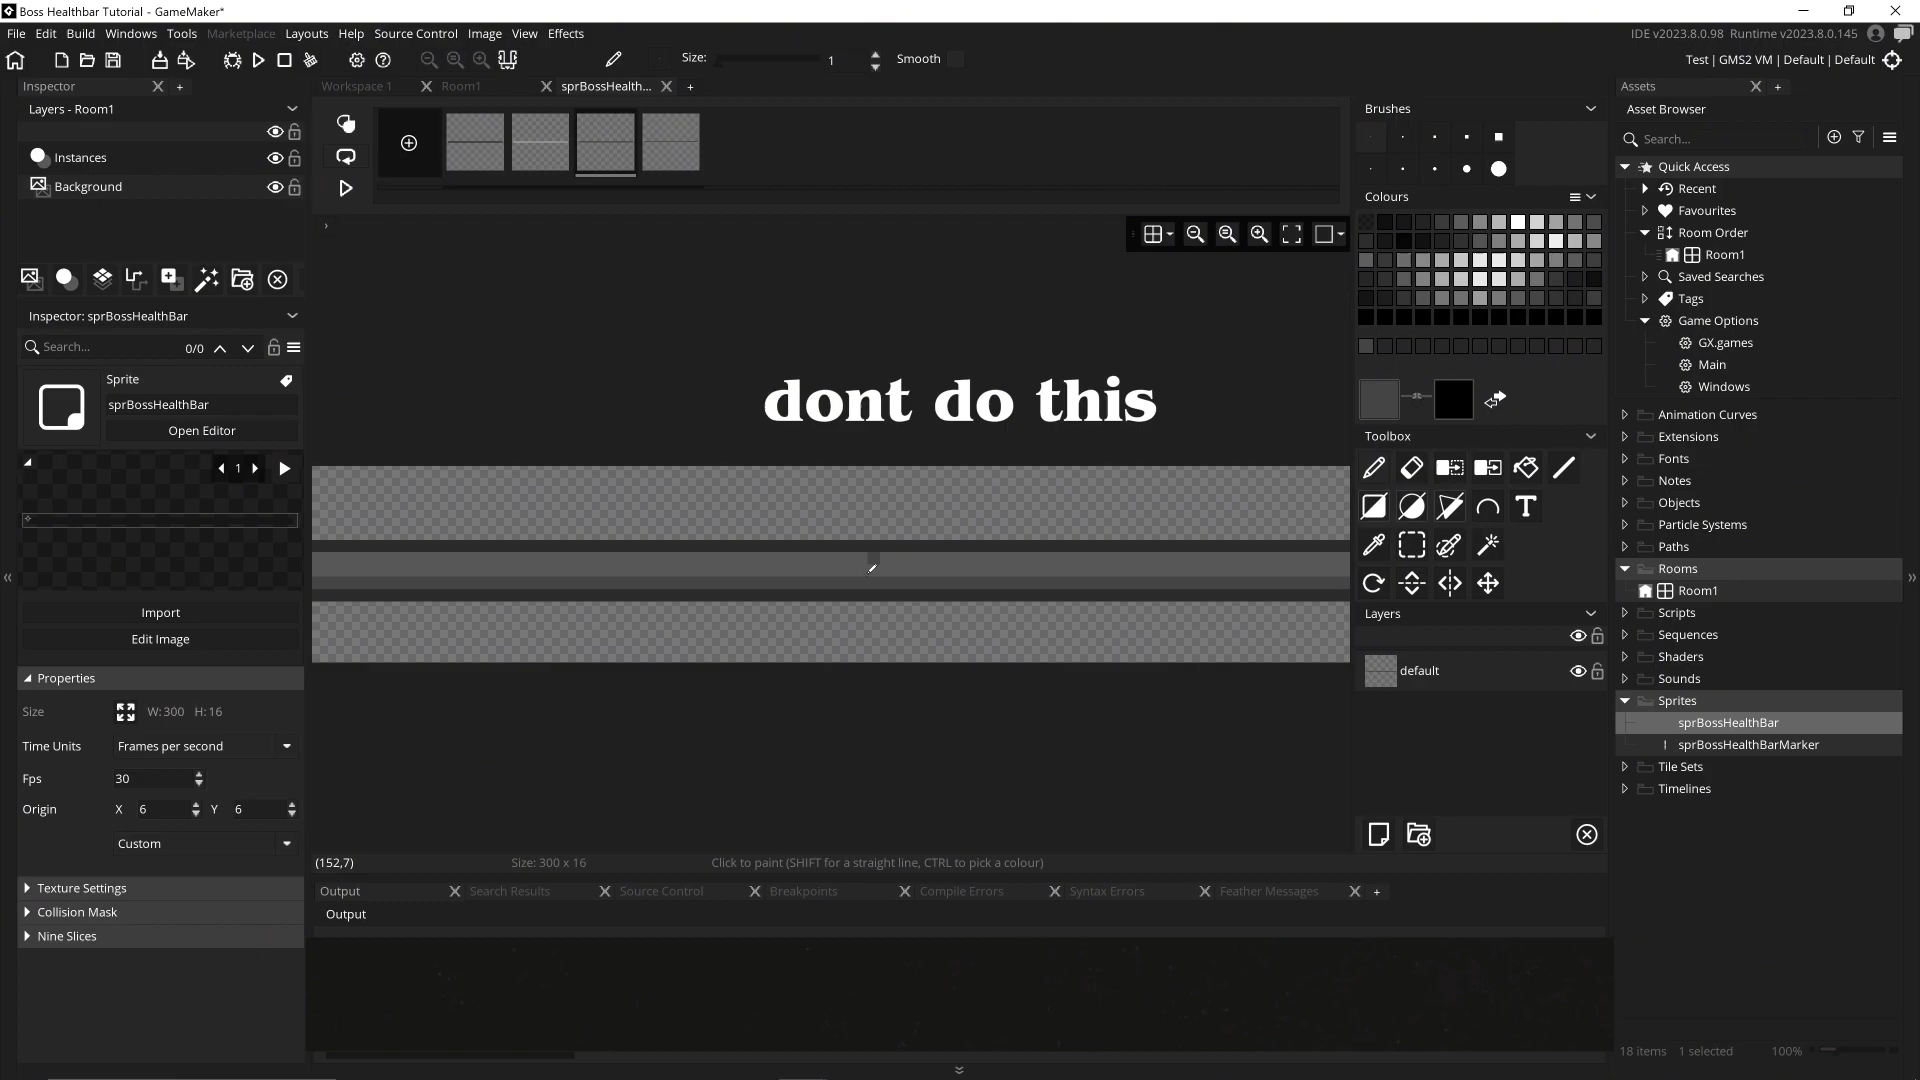 Boss Healthbar Tutorial - GameMaker*
File Edit Build Windows Tools Marketplace Layouts Help Source Control Image View Effects
IDE v2023.8.0.98 Runtime v2023.8.0.145
Size: 1 Smooth
Test | GMS2 VM | Default | Default
Inspector
Workspace 1 Room1 sprBossHealth...
Assets
Layers - Room1
Brushes
Asset Browser
Search...
Instances
Background
Quick Access
Recent
Colours
Favourites
Room Order
Room1
Saved Searches
Tags
Inspector: sprBossHealthBar
Game Options
Search... 0/0
GX.games
Main
Windows
Sprite
sprBossHealthBar
Open Editor
dont do this
Animation Curves
Toolbox
Extensions
Fonts
1
Notes
Objects
Particle Systems
Paths
Rooms
Room1
Import
Layers
Scripts
Edit Image
Sequences
Shaders
default
Properties
Sounds
Sprites
Size W:300 H:16
sprBossHealthBar
Time Units Frames per second
sprBossHealthBarMarker
Tile Sets
Fps 30
Timelines
Origin X 6 Y 6
Custom
(152,7) Size: 300 x 16 Click to paint (SHIFT for a straight line, CTRL to pick a colour)
Texture Settings
Output Search Results Source Control Breakpoints Compile Errors Syntax Errors Feather Messages
Collision Mask
Output
Nine Slices
18 items 1 selected 100%